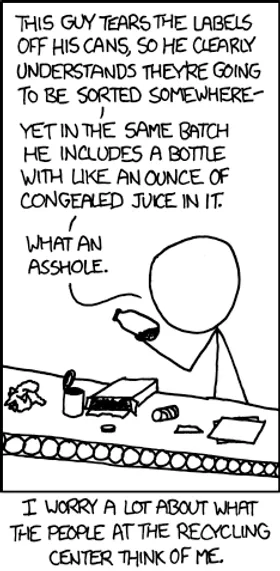 THIS GUY TEARS THE LABELS
OFF HIS CANS, SO HE CLEARLY
UNDERSTANDS THEY'RE GOING
TO BE SORTED SOMEWHERE—
YET IN THE SAME BATCH
HE INCLUDES A BOTTLE
WITH LIKE AN OUNCE OF
CONGEALED JUICE IN IT.
WHAT AN
ASSHOLE.
I WORRY A LOT ABOUT WHAT
THE PEOPLE AT THE RECYCLING
CENTER THINK OF ME.